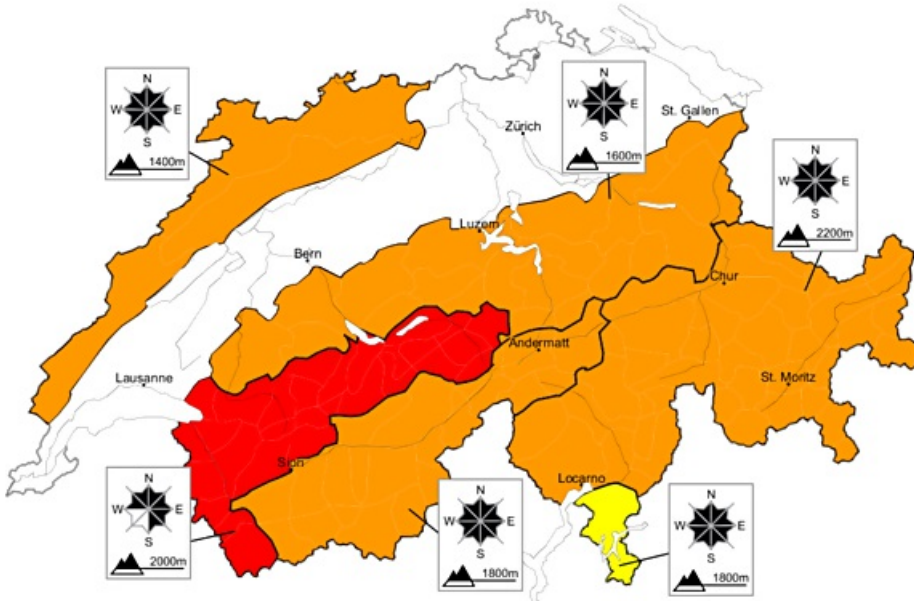 N
W E
S
1400m
N
W E
S
1600m
St. Gallen
Zürich
N
W E
S
2200m
Luzern
Bern
Chur
Andermatt
Lausanne
St. Moritz
Sion
Locarno
N
W E
S
2000m
N
W E
S
1800m
N
W E
S
1800m